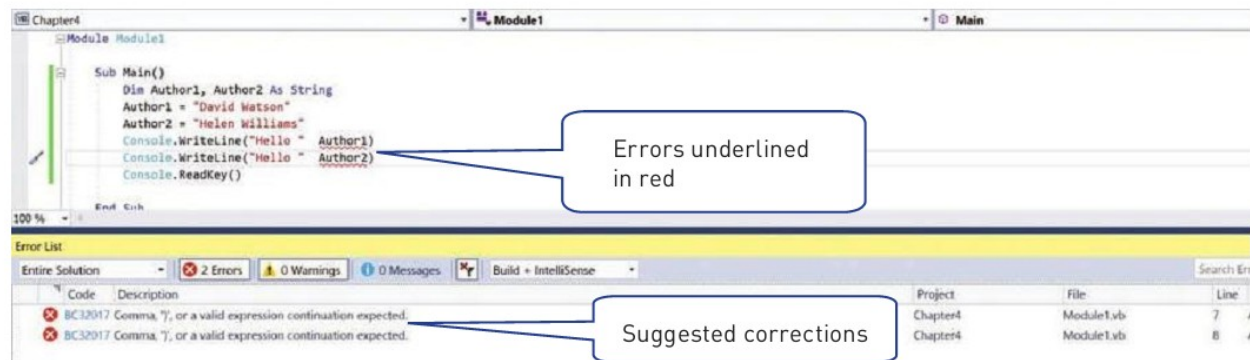 Chapter4 Module1 Main
Module Module1
Sub Main()
Dim Author1, Author2 As String
Author1 = "David Watson"
Author2 = "Helen Williams"
Console.WriteLine("Hello "  Author1)
Console.WriteLine("Hello "  Author2)
Console.ReadKey()
End Sub
Errors underlined
in red
100 %
Error List
Entire Solution 2 Errors 0 Warnings 0 Messages Build + IntelliSense Search Er
Code Description Project File Line
BC32017 Comma, ')', or a valid expression continuation expected. Chapter4 Module1.vb 7
BC32017 Comma, ')', or a valid expression continuation expected. Chapter4 Module1.vb 8
Suggested corrections